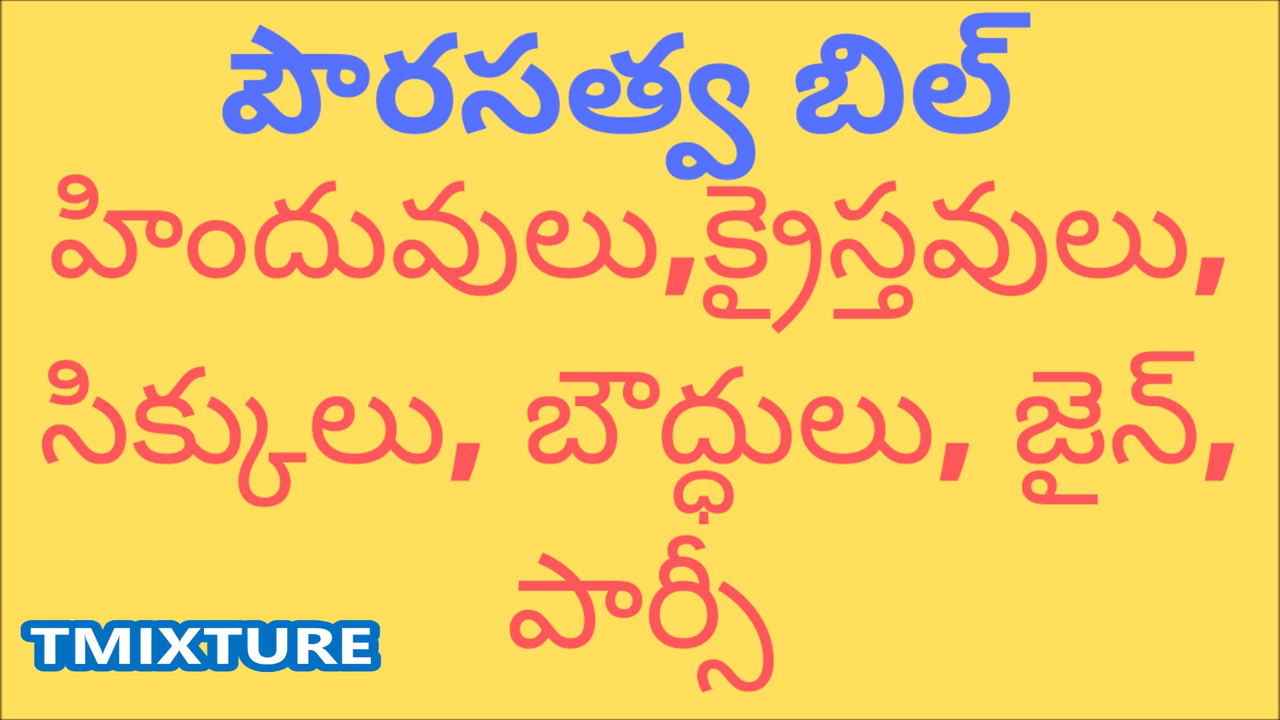 పౌరసత్వ బిల్
హిందువులు,క్రైస్తవులు,
సిక్కులు, బౌద్ధులు, జైన్,
పార్సీ
TMIXTURE